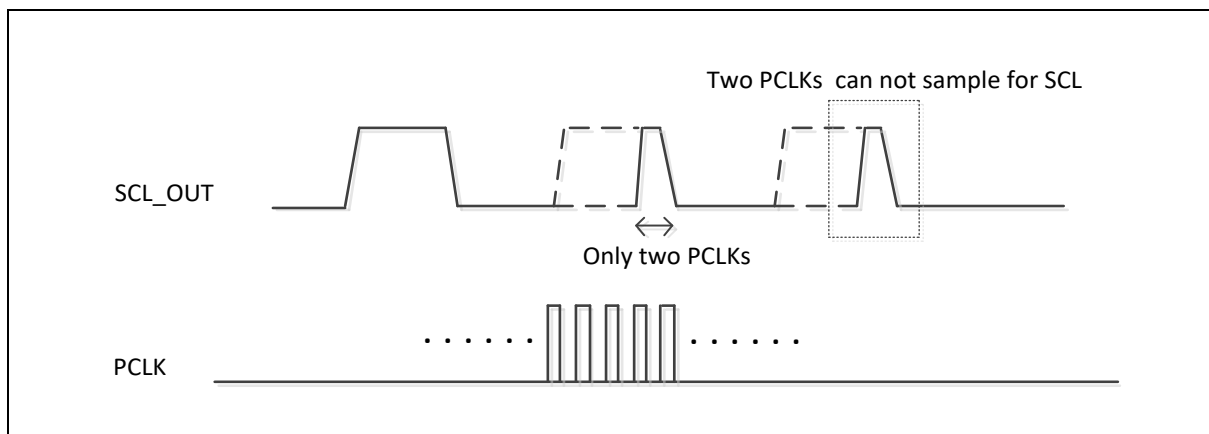 Two PCLKs can not sample for SCL
SCL_OUT
Only two PCLKs
PCLK